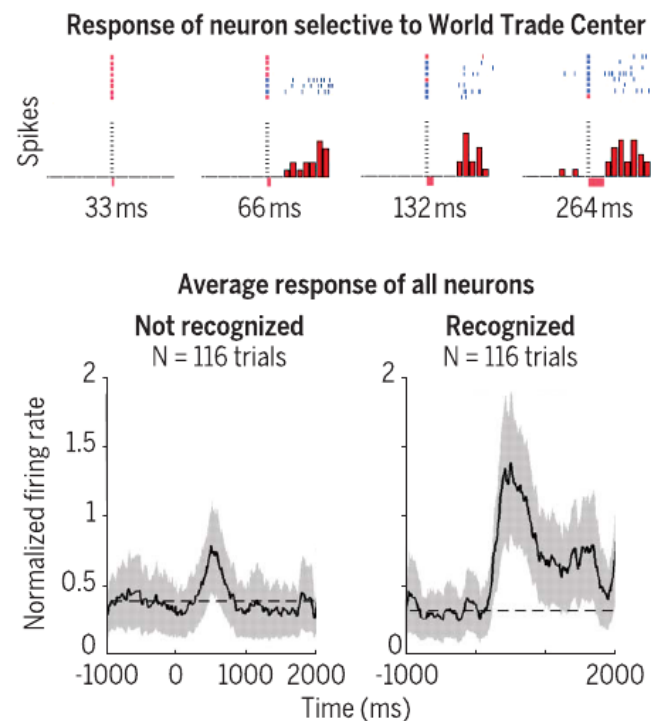 Response of neuron selective to World Trade Center
Spikes
33 ms
66 ms
132 ms
264 ms
Average response of all neurons
Not recognized
N = 116 trials
Recognized
N = 116 trials
Normalized firing rate
2
1.5
1
0.5
0
-1000
0
1000
2000
2
0
-1000
2000
Time (ms)